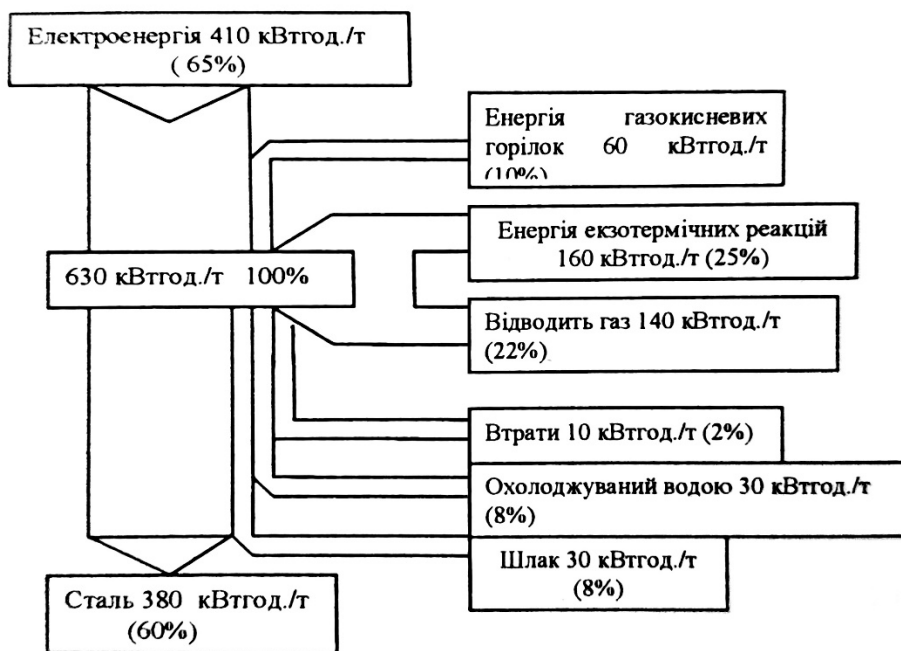 Електроенергія 410 кВтгод./т
( 65%)
Енергія газокисневих
горілок 60 кВтгод./т
(10%)
Енергія екзотермічних реакцій
160 кВтгод./т (25%)
630 кВтгод./т 100%
Відводить газ 140 кВтгод./т
(22%)
Втрати 10 кВтгод./т (2%)
Охолоджуваний водою 30 кВтгод./т
(8%)
Шлак 30 кВтгод./т
(8%)
Сталь 380 кВтгод./т
(60%)